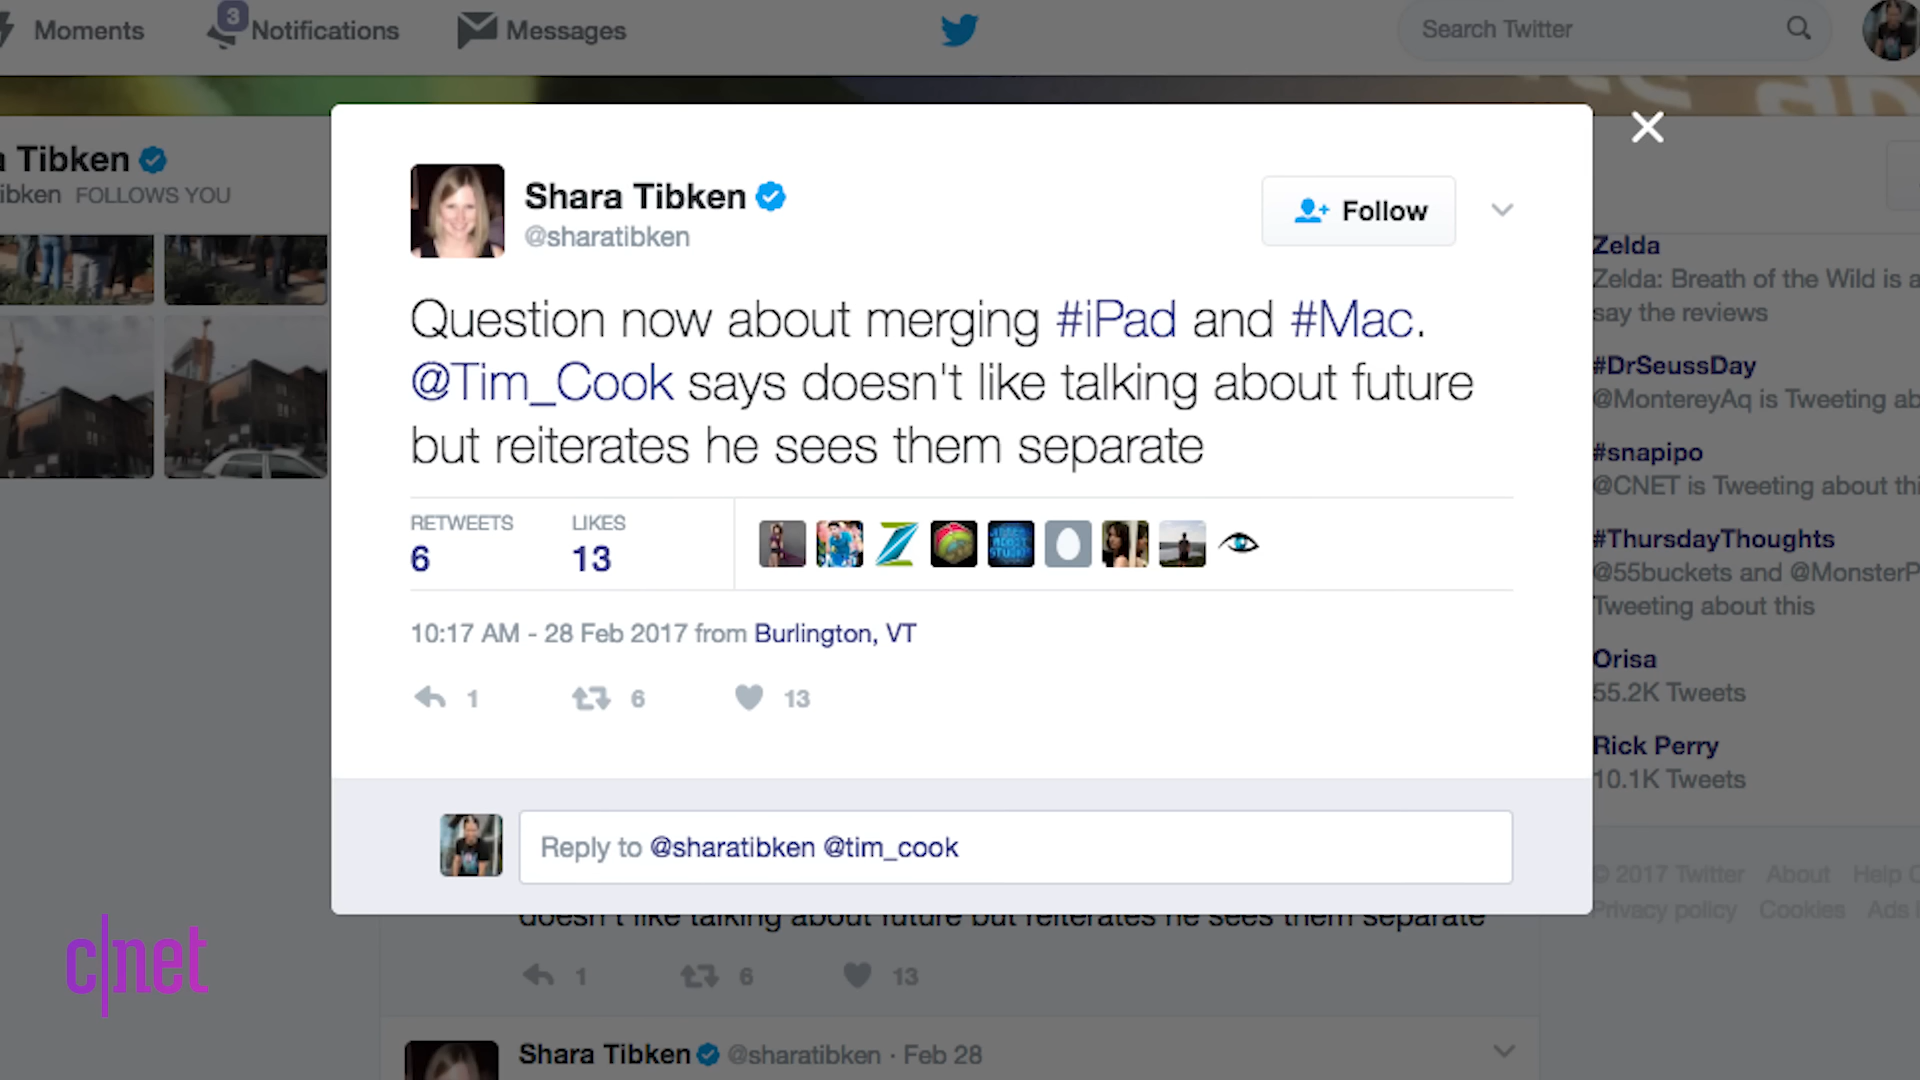 Moments
3
Notifications
Messages
Search Twitter
Tibken
ibken FOLLOWS YOU
Shara Tibken
@sharatibken
Follow
Question now about merging #iPad and #Mac.
@Tim_Cook says doesn't like talking about future
but reiterates he sees them separate
RETWEETS
6
LIKES
13
10:17 AM - 28 Feb 2017 from Burlington, VT
1
6
13
Reply to @sharatibken @tim_cook
doesn't like talking about future but reiterates he sees them separate
1
6
13
Shara Tibken @sharatibken · Feb 28
Zelda
Zelda: Breath of the Wild is a
say the reviews
#DrSeussDay
@MontereyAq is Tweeting ab
#snapipo
@CNET is Tweeting about thi
#ThursdayThoughts
@55buckets and @MonsterP
Tweeting about this
Orisa
55.2K Tweets
Rick Perry
10.1K Tweets
© 2017 Twitter About Help C
Privacy policy Cookies Ads i
c|net